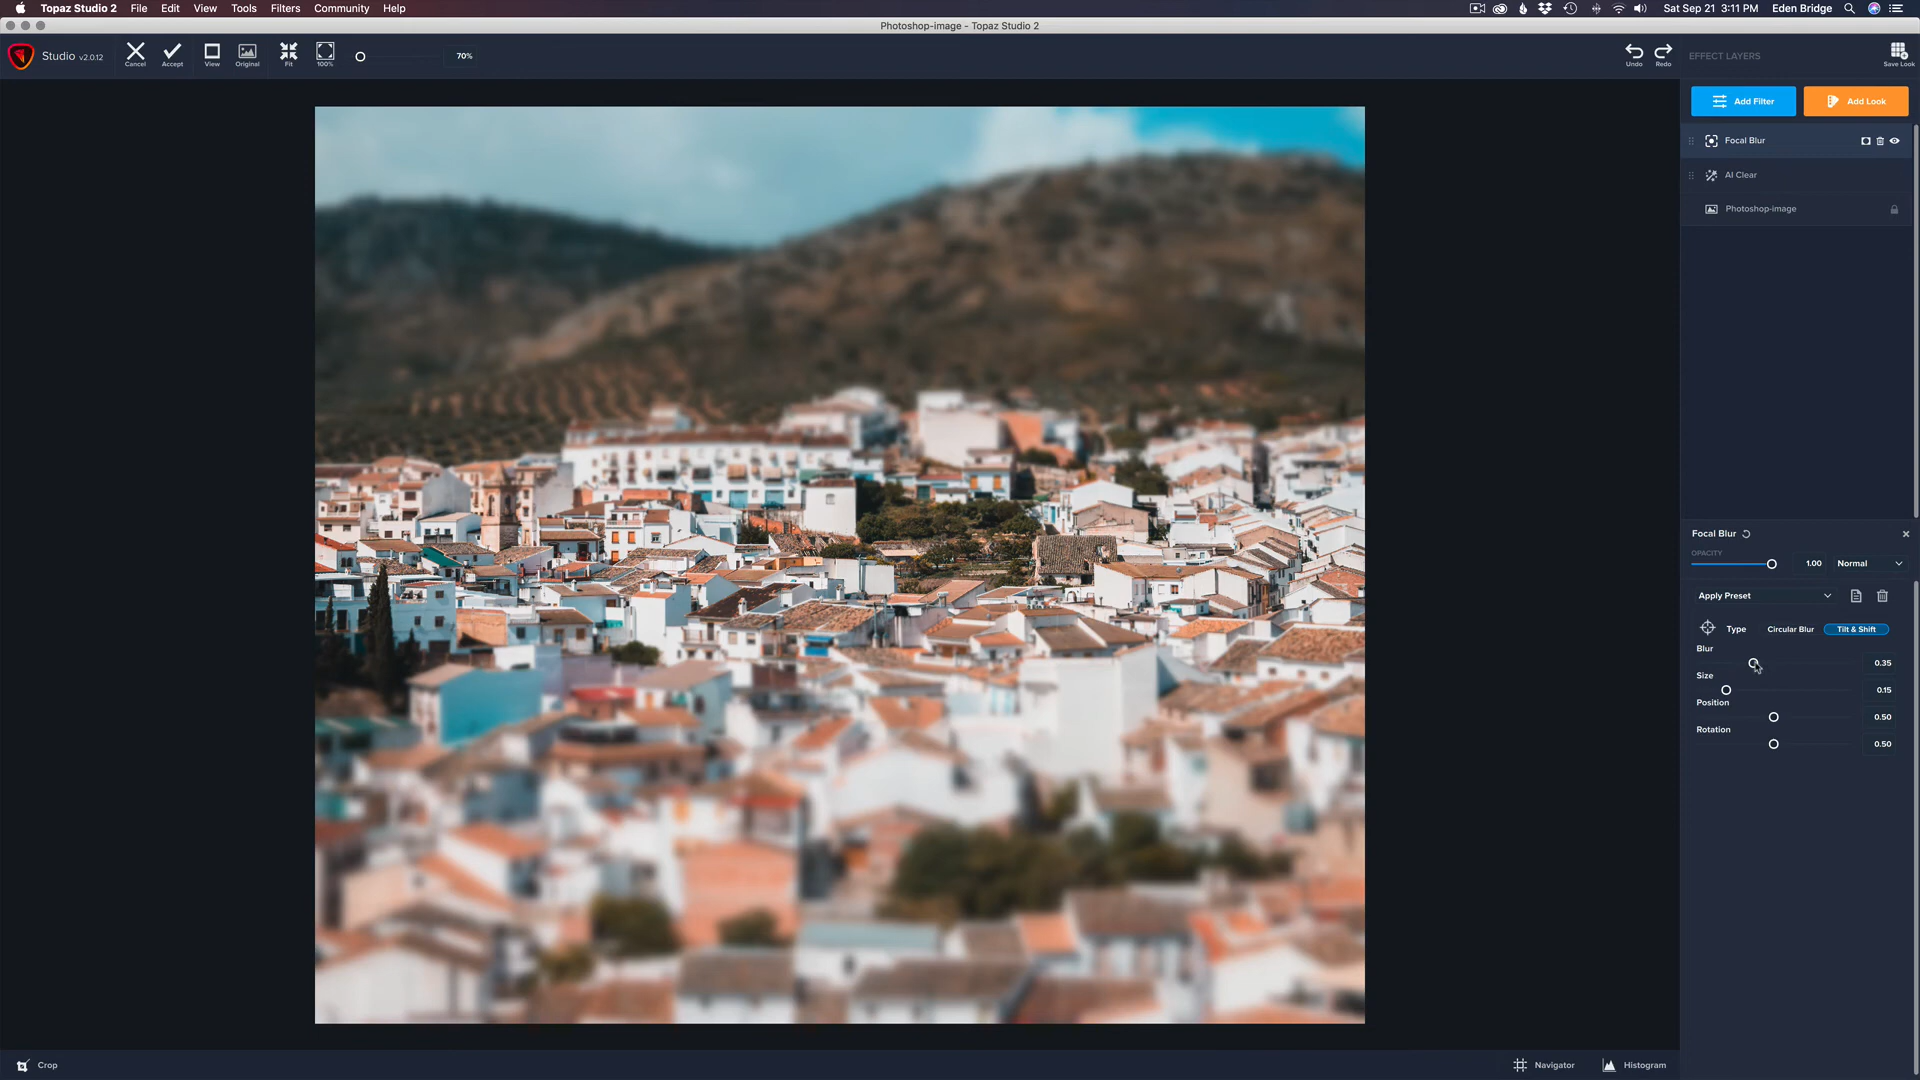 Topaz Studio 2 File Edit View Tools Filters Community Help Sat Sep 21 3:11 PM Eden Bridge
Photoshop-image - Topaz Studio 2
Studio v2.0.12 Cancel Accept View Original Fit 100% 70% Undo Redo EFFECT LAYERS Save Look
Add Filter Add Look
Focal Blur
AI Clear
Photoshop-image
Focal Blur
OPACITY
1.00 Normal
Apply Preset
Type Circular Blur Tilt & Shift
Blur
0.35
Size
0.15
Position
0.50
Rotation
0.50
Crop Navigator Histogram